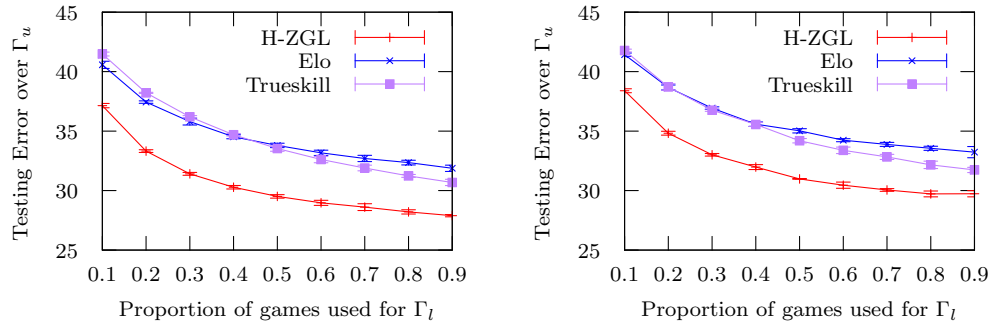 Testing Error over Γu
45
40
35
30
25
H-ZGL
Elo
Trueskill
0.1 0.2 0.3 0.4 0.5 0.6 0.7 0.8 0.9
Proportion of games used for Γl
Testing Error over Γu
45
40
35
30
25
H-ZGL
Elo
Trueskill
0.1 0.2 0.3 0.4 0.5 0.6 0.7 0.8 0.9
Proportion of games used for Γl